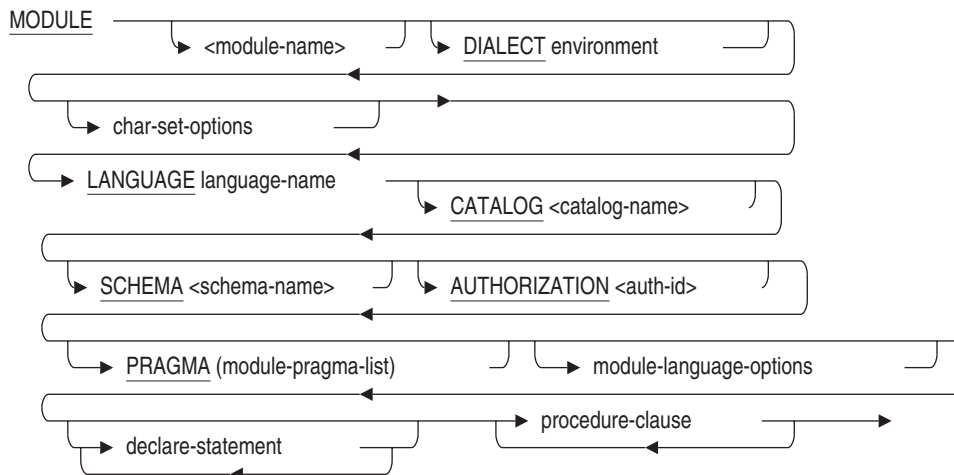 MODULE <module-name> DIALECT environment
char-set-options
LANGUAGE language-name CATALOG <catalog-name>
SCHEMA <schema-name> AUTHORIZATION <auth-id>
PRAGMA (module-pragma-list) module-language-options
declare-statement procedure-clause